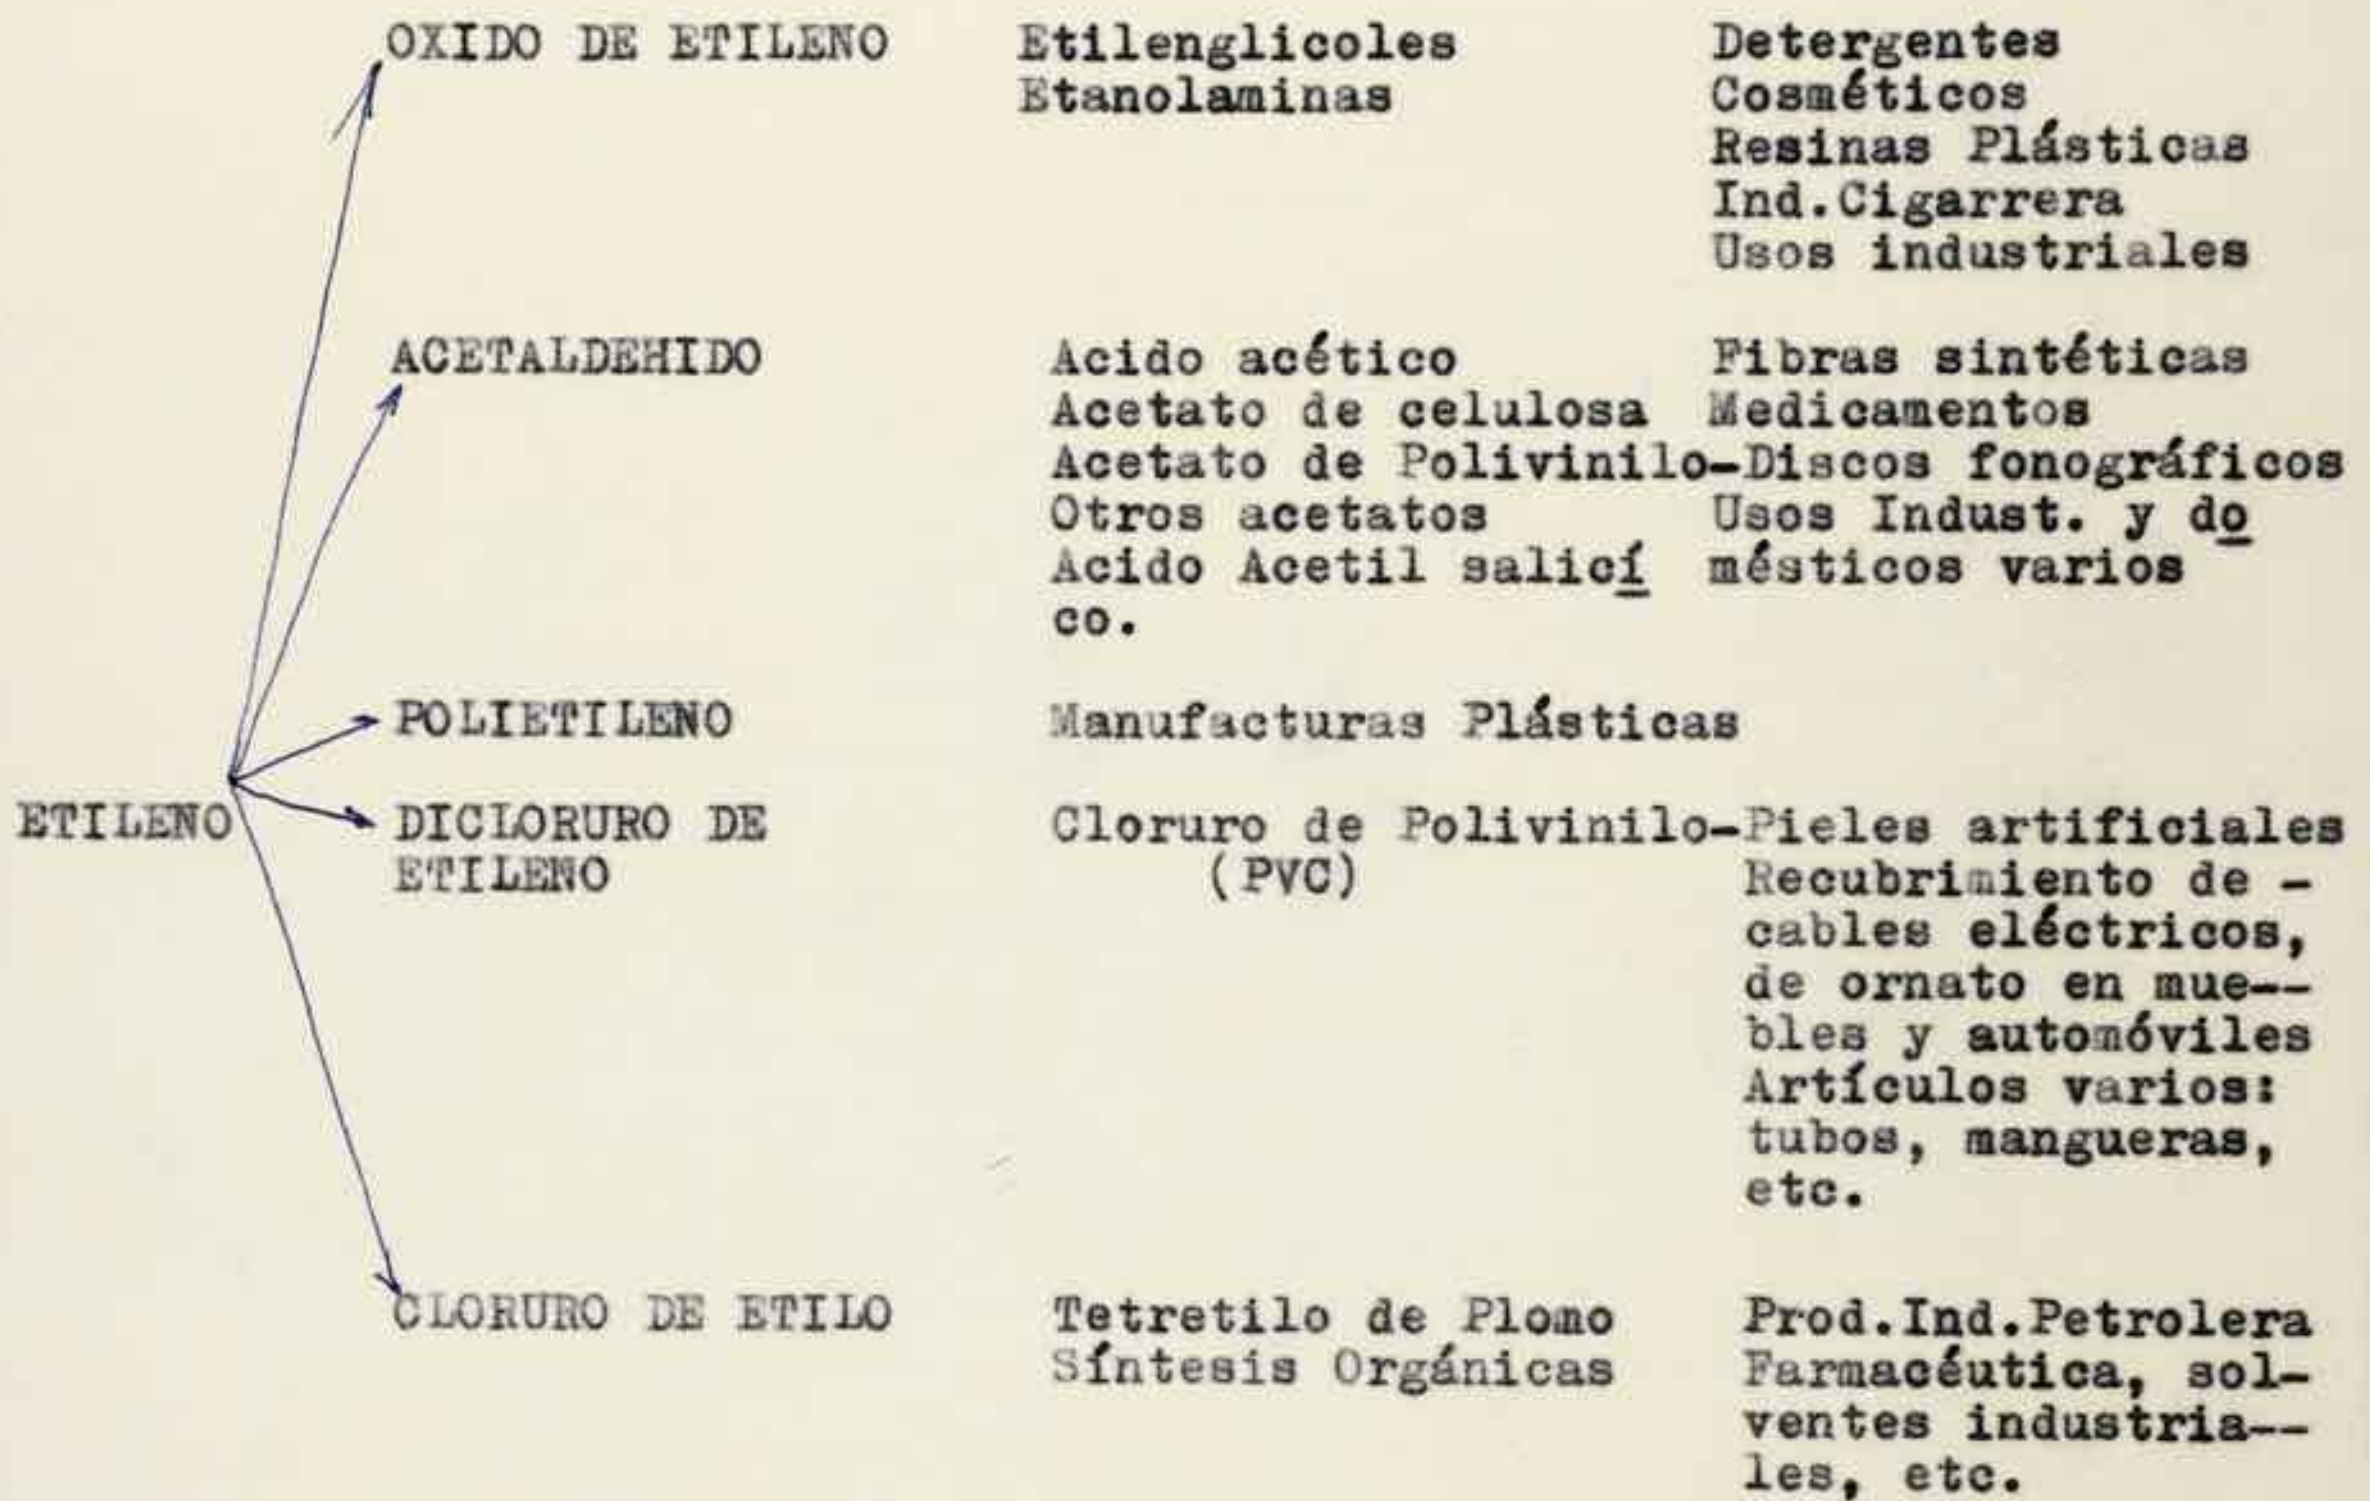 OXIDO DE ETILENO Etilenglicoles Detergentes
Etanolaminas Cosméticos
Resinas Plásticas
Ind.Cigarrera
Usos industriales
ACETALDEHIDO Acido acético Fibras sintéticas
Acetato de celulosa Medicamentos
Acetato de Polivinilo-Discos fonográficos
Otros acetatos Usos Indust. y do
Acido Acetil salicí méstic​os varios
co.
POLIETILENO Manufacturas Plásticas
ETILENO DICLORURO DE Cloruro de Polivinilo-Pieles artificiales
ETILENO (PVC) Recubrimiento de -
cables eléctricos,
de ornato en mue--
bles y automóviles
Artículos varios:
tubos, mangueras,
etc.
CLORURO DE ETILO Tetretilo de Plomo Prod.Ind.Petrolera
Síntesis Orgánicas Farmacéutica, sol-
ventes industria--
les, etc.